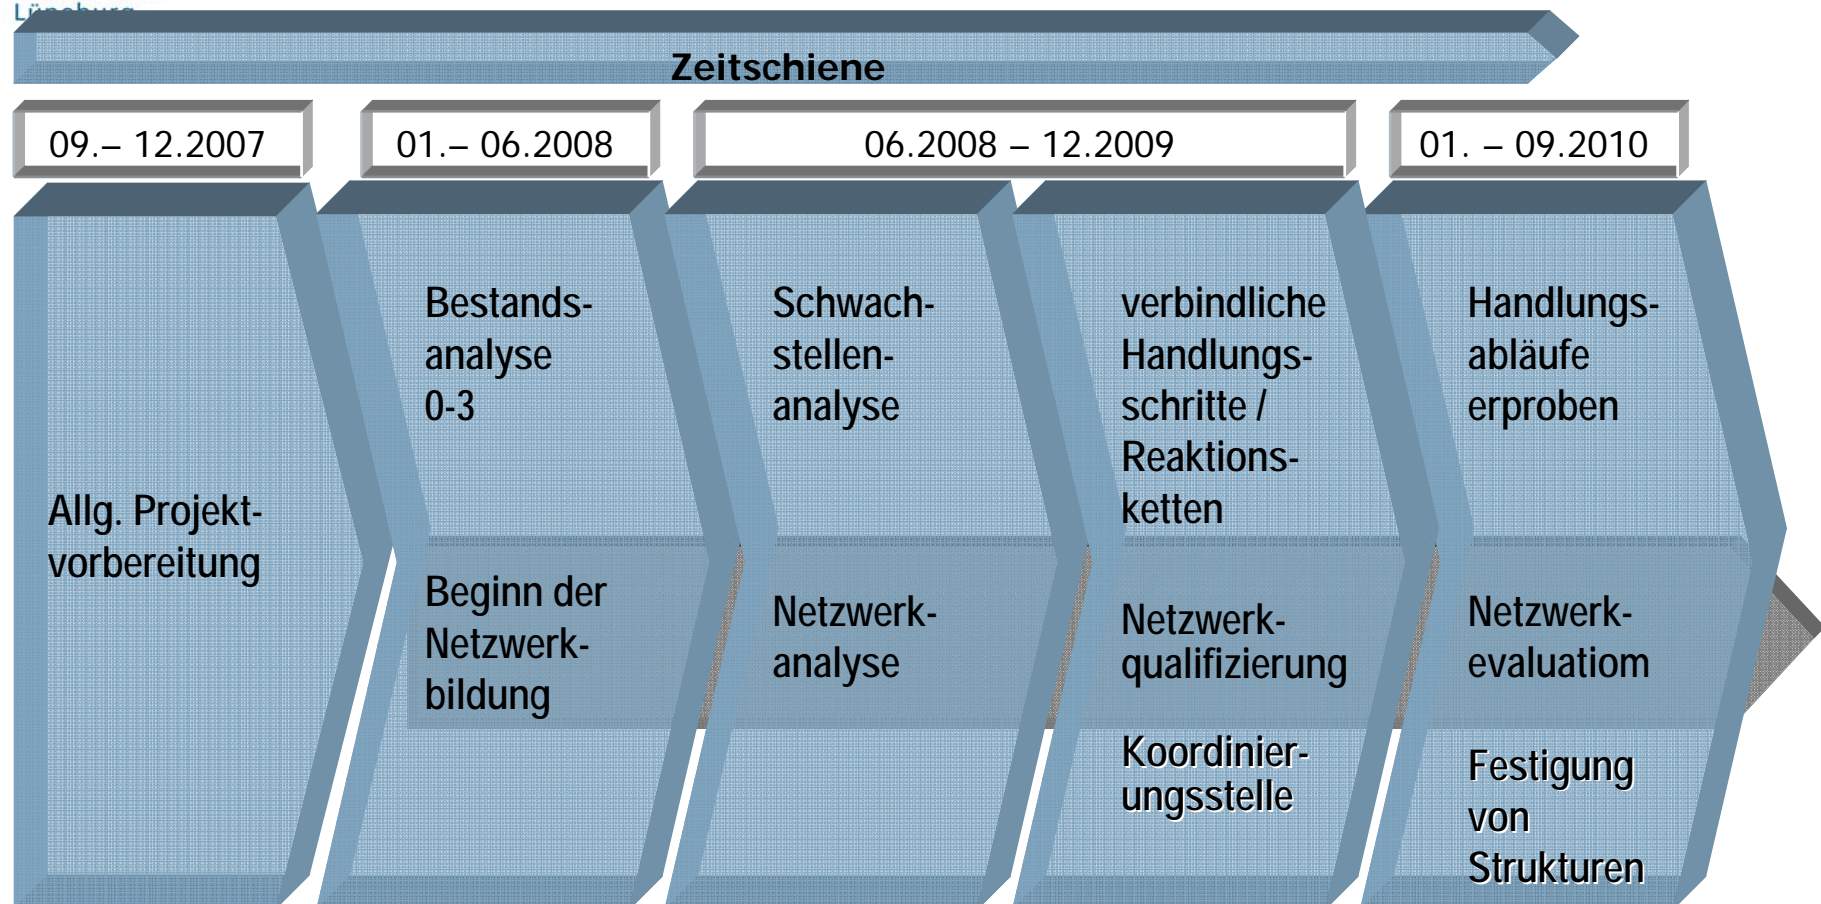 Lüneburg
Zeitschiene
09.– 12.2007
01.– 06.2008
06.2008 – 12.2009
01. – 09.2010
Allg. Projekt-
vorbereitung
Bestands-
analyse
0-3
Beginn der
Netzwerk-
bildung
Schwach-
stellen-
analyse
Netzwerk-
analyse
verbindliche
Handlungs-
schritte /
Reaktions-
ketten
Netzwerk-
qualifizierung
Koordinier-
ungsstelle
Handlungs-
abläufe
erproben
Netzwerk-
evaluatiom
Festigung
von
Strukturen